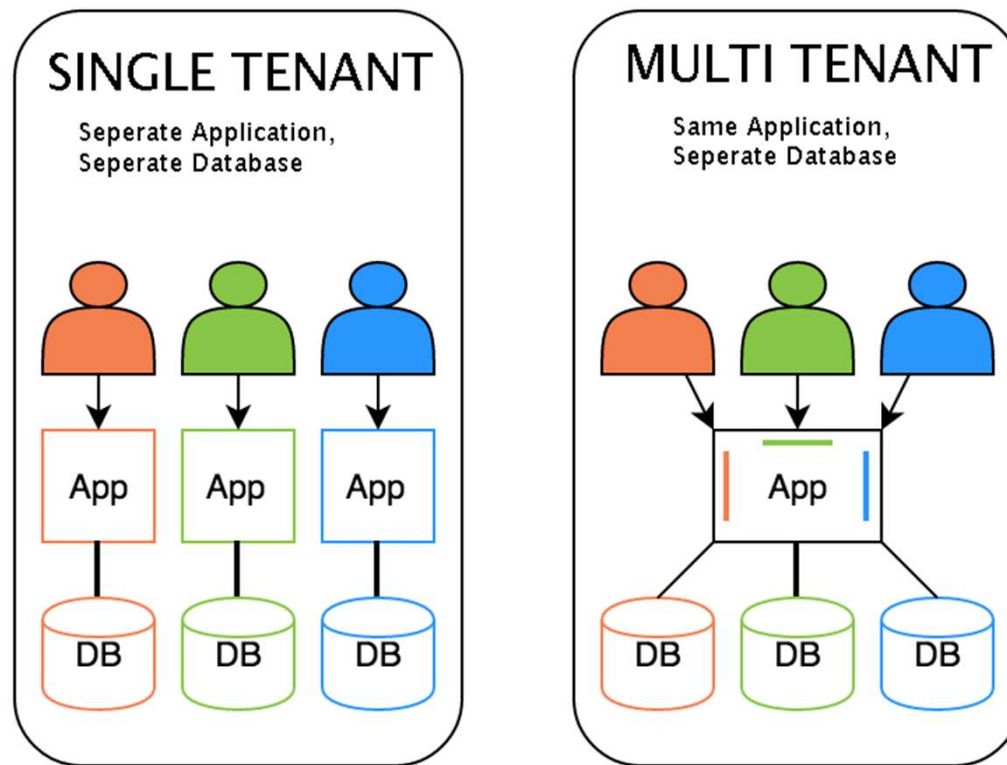 SINGLE TENANT
Seperate Application,
Seperate Database
App
App
App
DB
DB
DB
MULTI TENANT
Same Application,
Seperate Database
App
DB
DB
DB